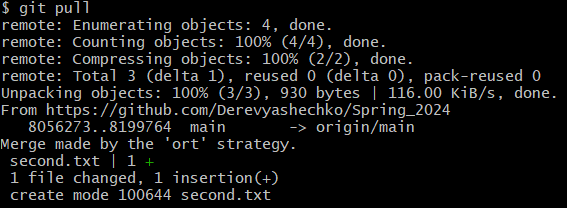 $ git pull
remote: Enumerating objects: 4, done.
remote: Counting objects: 100% (4/4), done.
remote: Compressing objects: 100% (2/2), done.
remote: Total 3 (delta 1), reused 0 (delta 0), pack-reused 0
Unpacking objects: 100% (3/3), 930 bytes | 116.00 KiB/s, done.
From https://github.com/Derevyashechko/Spring_2024
   8056273..8199764  main       -> origin/main
Merge made by the 'ort' strategy.
 second.txt | 1 +
 1 file changed, 1 insertion(+)
 create mode 100644 second.txt